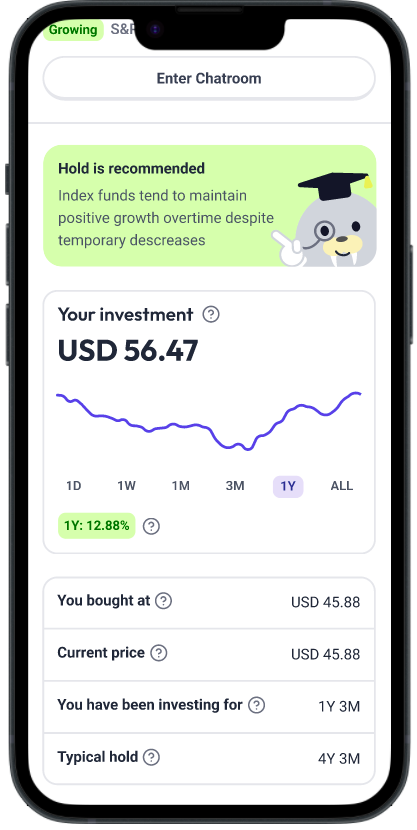 Growing S&P
Enter Chatroom
Hold is recommended
Index funds tend to maintain
positive growth overtime despite
temporary descreases
Your investment ?
USD 56.47
1D 1W 1M 3M 1Y ALL
1Y: 12.88% ?
You bought at ? USD 45.88
Current price ? USD 45.88
You have been investing for ? 1Y 3M
Typical hold ? 4Y 3M